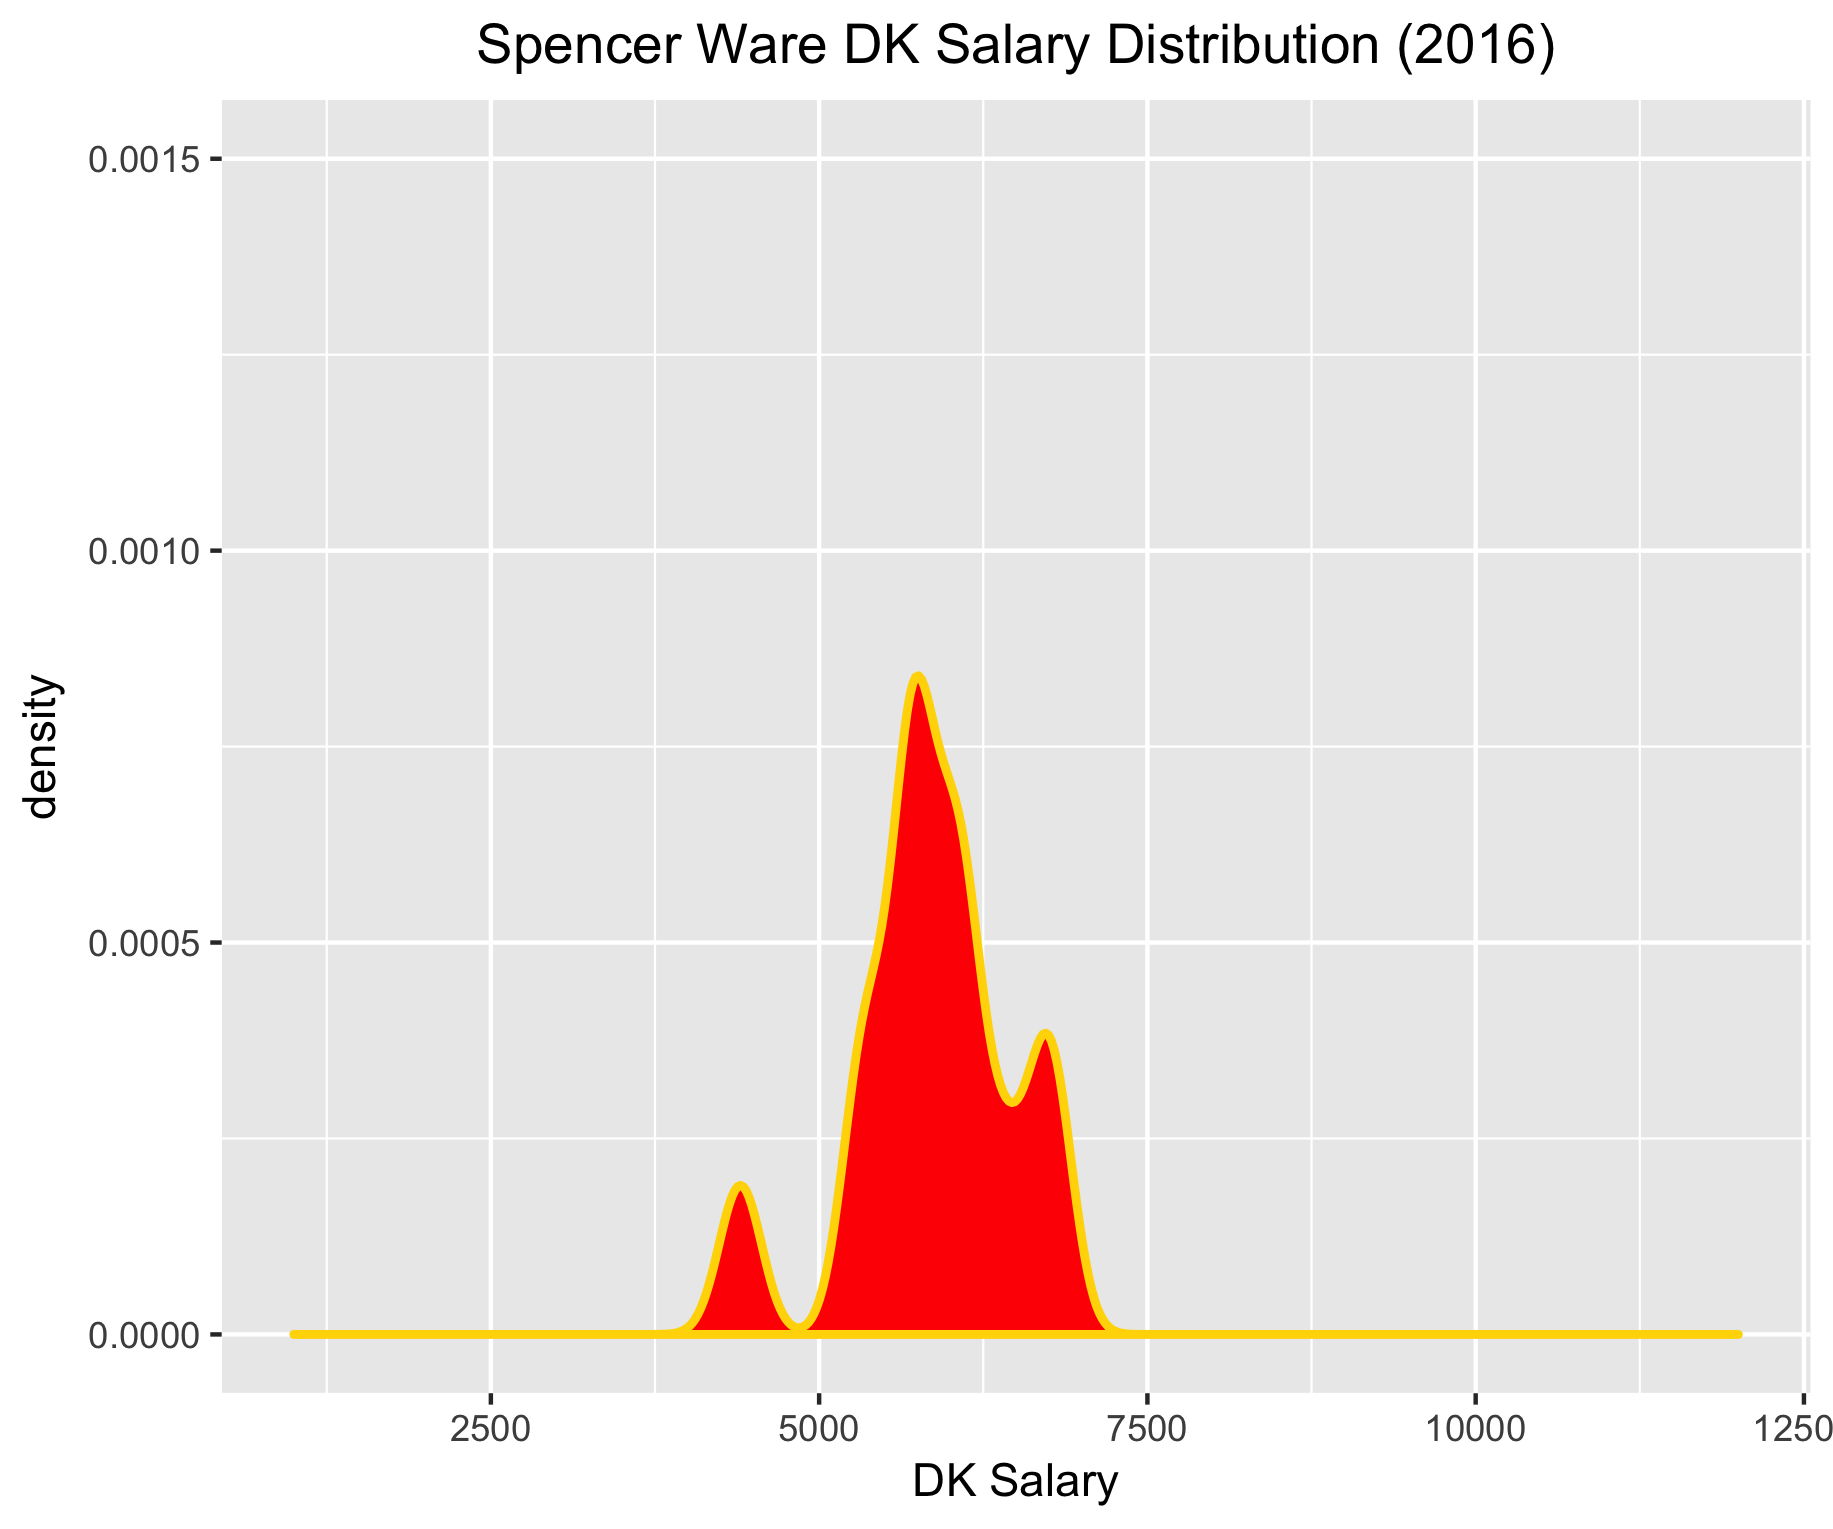 Spencer Ware DK Salary Distribution (2016)
0.0015
0.0010
0.0005
0.0000
density
2500 5000 7500 10000 1250
DK Salary